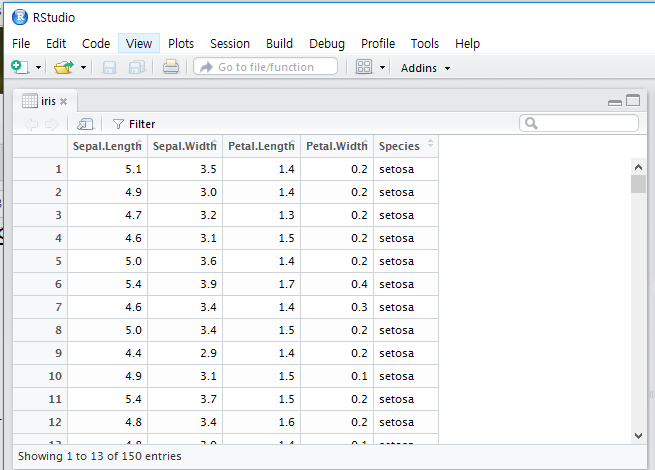 RStudio
File Edit Code View Plots Session Build Debug Profile Tools Help
Go to file/function Addins
iris
Filter
Sepal.Length Sepal.Width Petal.Length Petal.Width Species
1 5.1 3.5 1.4 0.2 setosa
2 4.9 3.0 1.4 0.2 setosa
3 4.7 3.2 1.3 0.2 setosa
4 4.6 3.1 1.5 0.2 setosa
5 5.0 3.6 1.4 0.2 setosa
6 5.4 3.9 1.7 0.4 setosa
7 4.6 3.4 1.4 0.3 setosa
8 5.0 3.4 1.5 0.2 setosa
9 4.4 2.9 1.4 0.2 setosa
10 4.9 3.1 1.5 0.1 setosa
11 5.4 3.7 1.5 0.2 setosa
12 4.8 3.4 1.6 0.2 setosa
Showing 1 to 13 of 150 entries